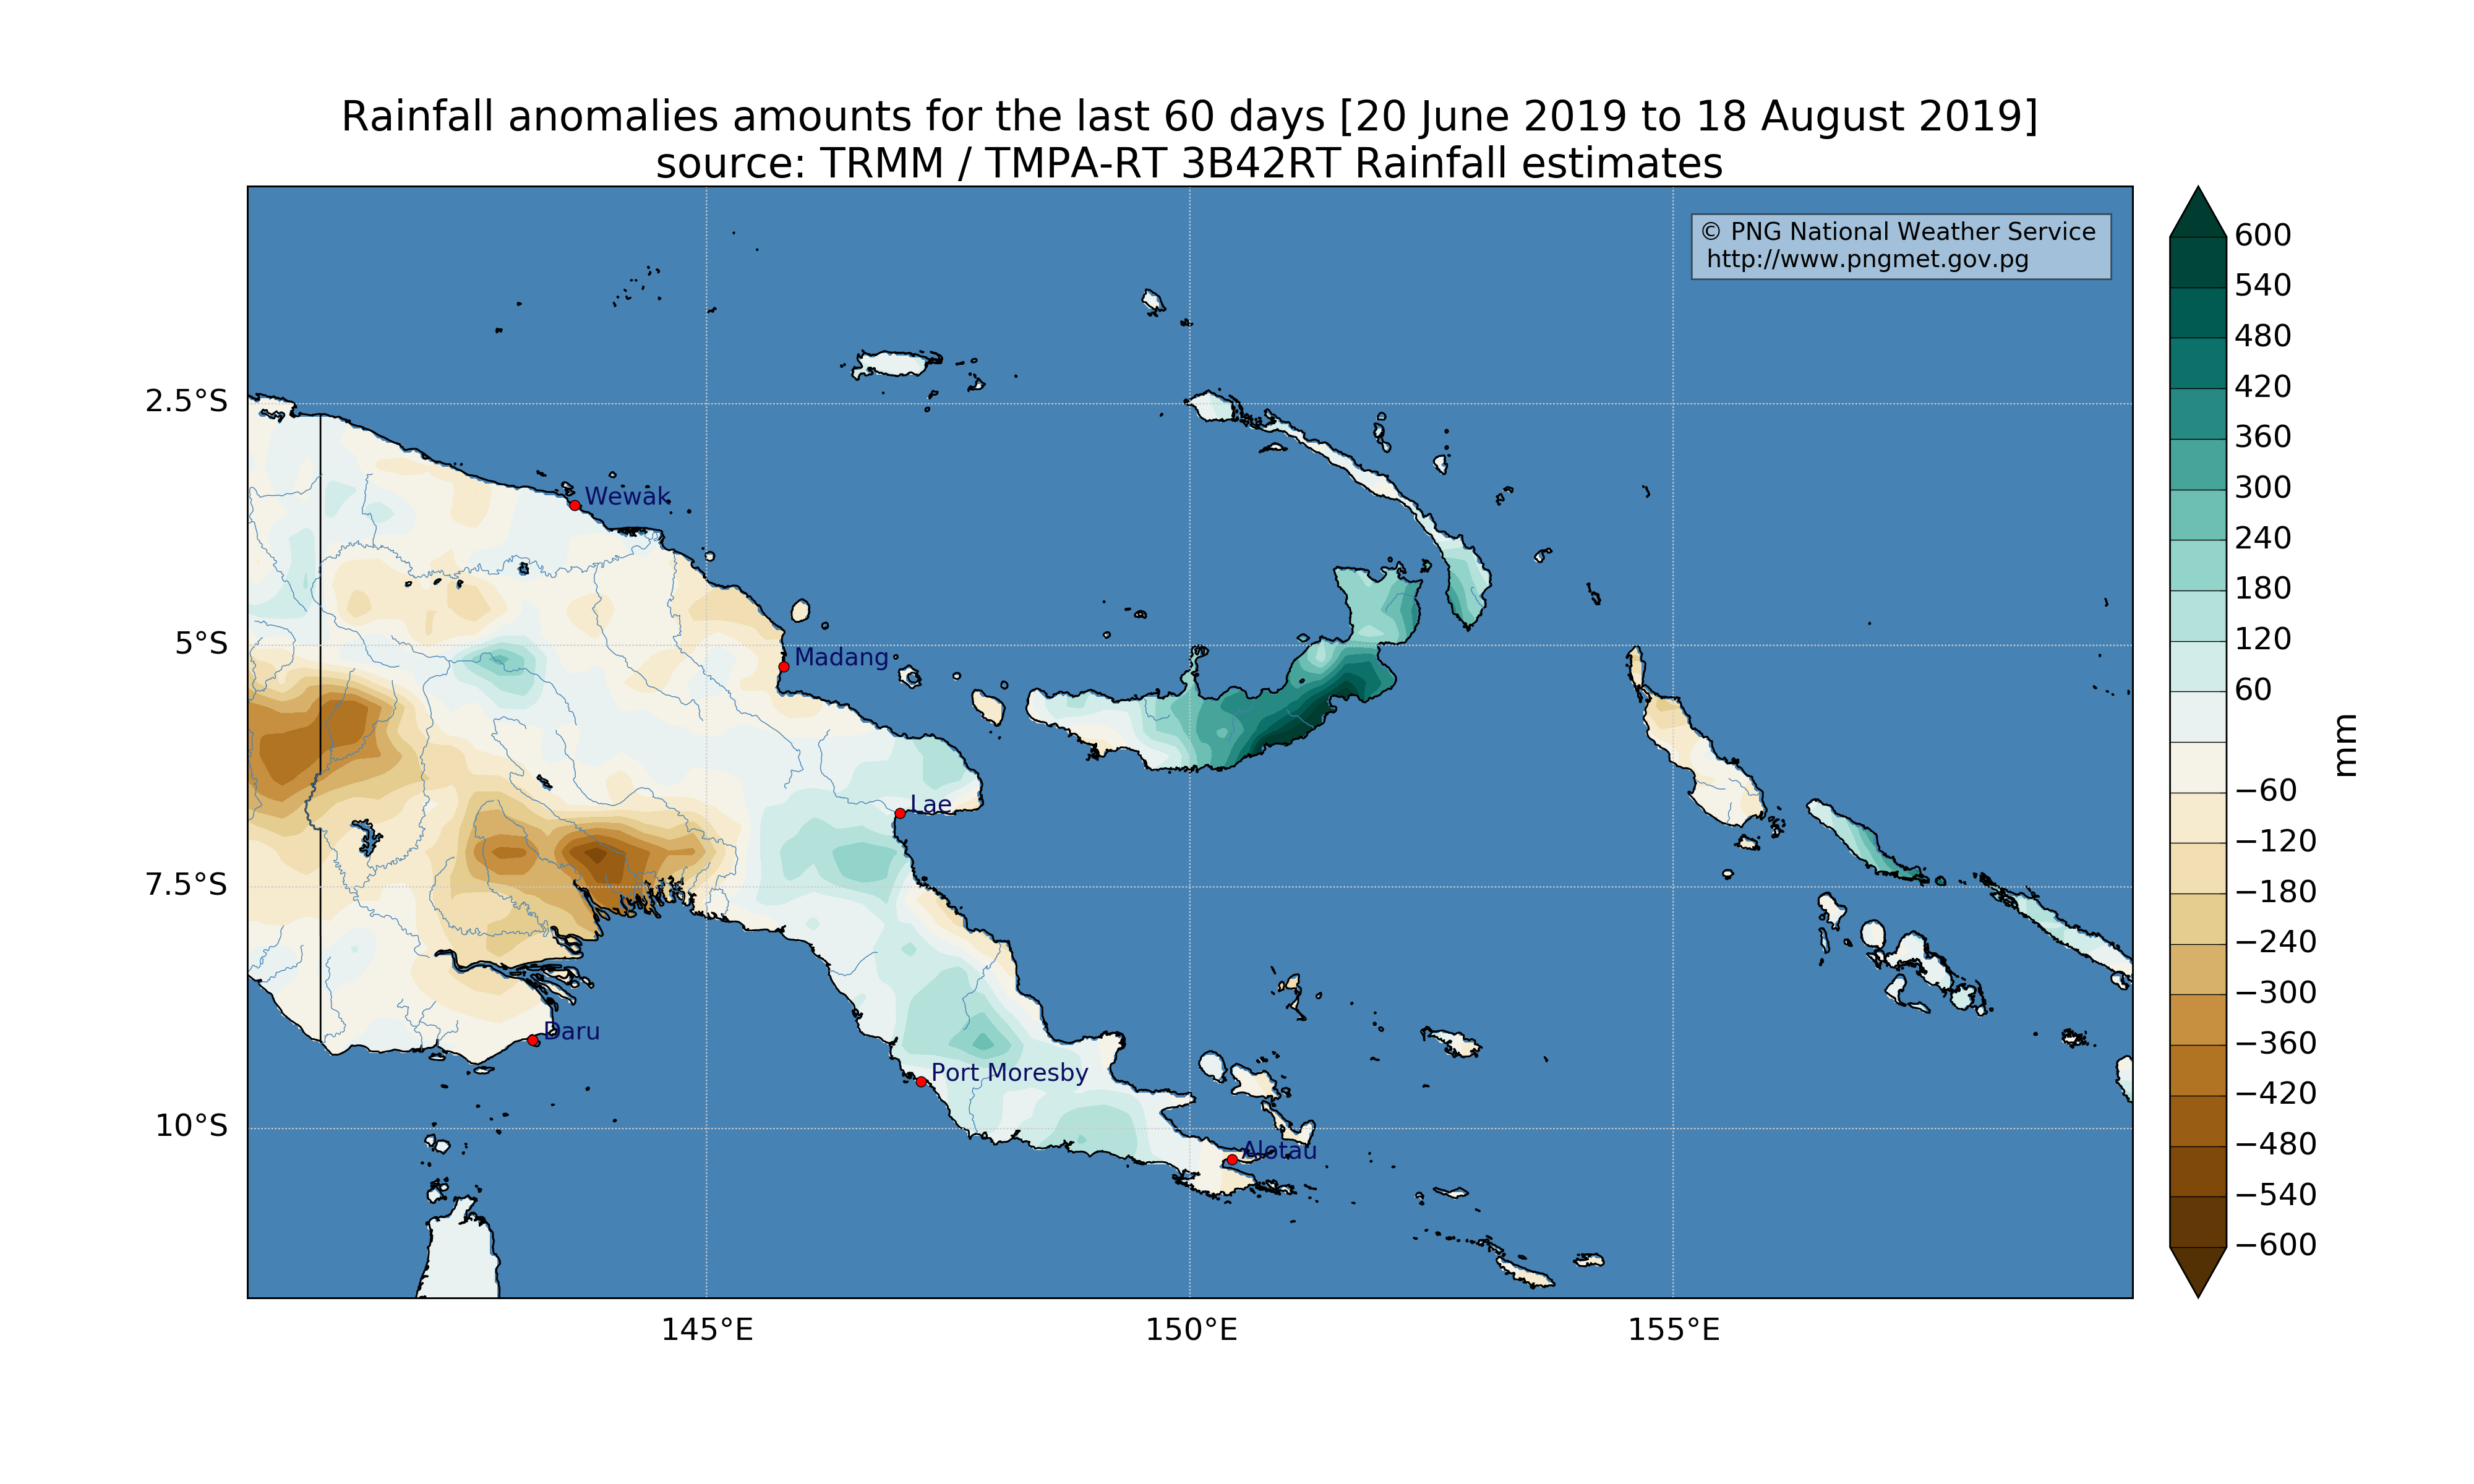 Rainfall anomalies amounts for the last 60 days [20 June 2019 to 18 August 2019]
source: TRMM / TMPA-RT 3B42RT Rainfall estimates
© PNG National Weather Service
http://www.pngmet.gov.pg
2.5°S
5°S
7.5°S
10°S
Wewak
Madang
Lae
Daru
Port Moresby
Alotau
145°E
150°E
155°E
600
540
480
420
360
300
240
180
120
60
−60
−120
−180
−240
−300
−360
−420
−480
−540
−600
mm